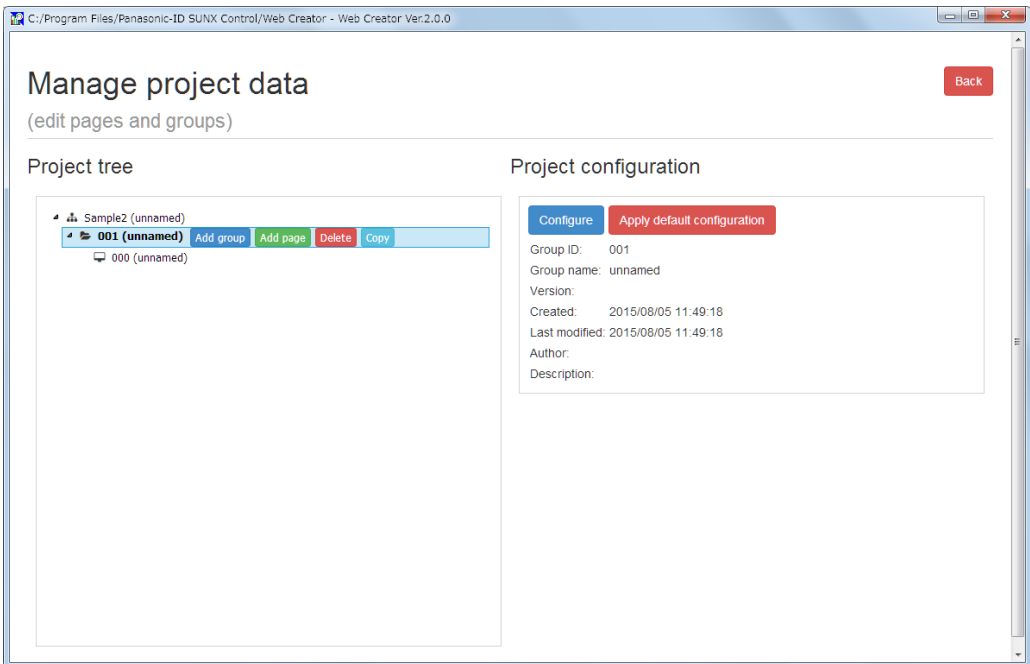 C:/Program Files/Panasonic-ID SUNX Control/Web Creator - Web Creator Ver.2.0.0
Manage project data
Back
(edit pages and groups)
Project tree
Project configuration
Sample2 (unnamed)
001 (unnamed) Add group Add page Delete Copy
000 (unnamed)
Configure Apply default configuration
Group ID: 001
Group name: unnamed
Version:
Created: 2015/08/05 11:49:18
Last modified: 2015/08/05 11:49:18
Author:
Description: